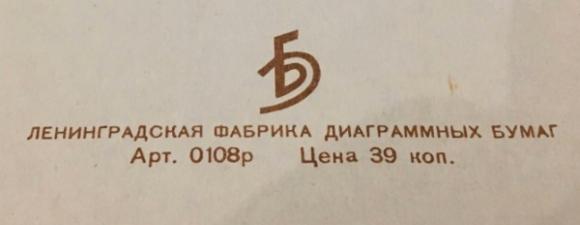 ЛЕНИНГРАДСКАЯ ФАБРИКА ДИАГРАММНЫХ БУМАГ
Арт. 0108р Цена 39 коп.